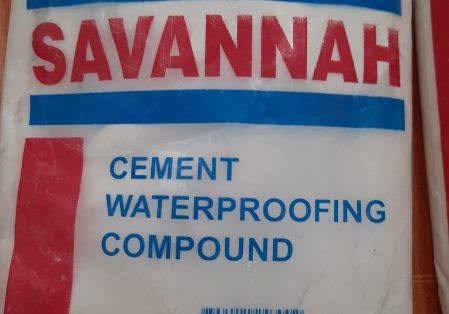 SAVANNAH
CEMENT
WATERPROOFING
COMPOUND